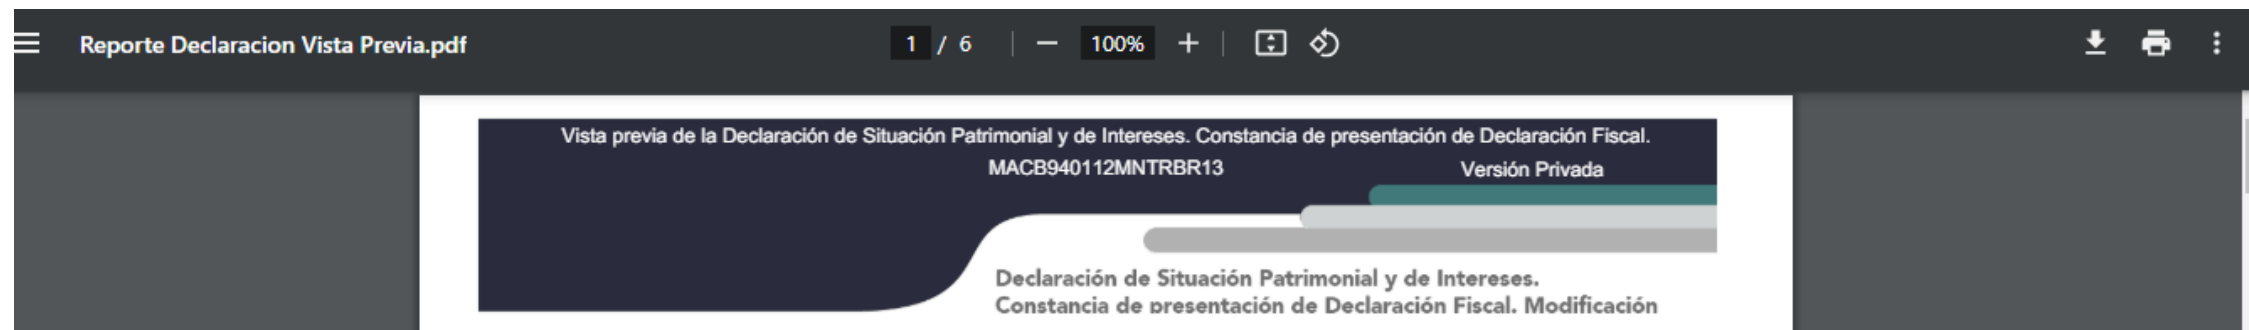 Reporte Declaracion Vista Previa.pdf
1 / 6
100%
Vista previa de la Declaración de Situación Patrimonial y de Intereses. Constancia de presentación de Declaración Fiscal.
MACB940112MNTRBR13
Versión Privada
Declaración de Situación Patrimonial y de Intereses.
Constancia de presentación de Declaración Fiscal. Modificación